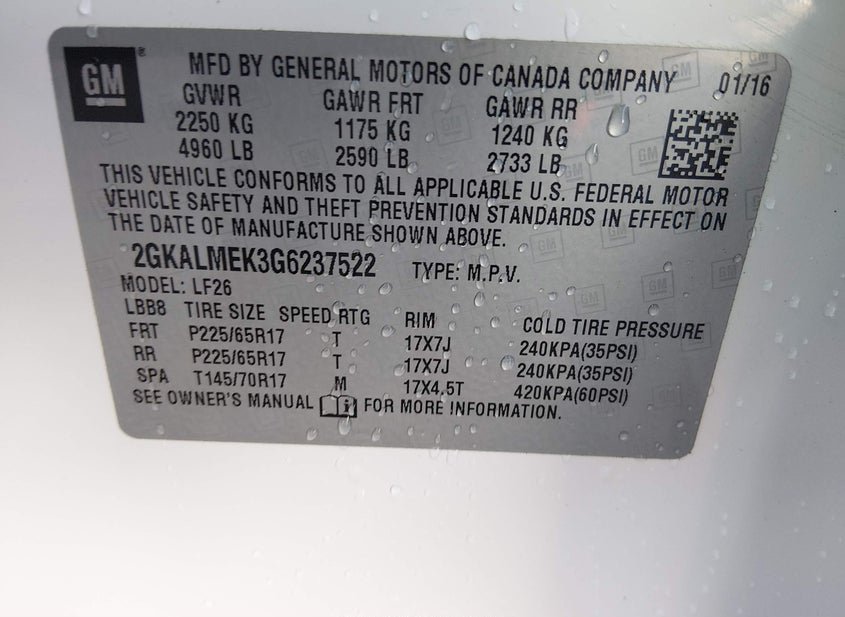 GM ®
MFD BY GENERAL MOTORS OF CANADA COMPANY 01/16
GVWR GAWR FRT GAWR RR
2250 KG 1175 KG 1240 KG
4960 LB 2590 LB 2733 LB
THIS VEHICLE CONFORMS TO ALL APPLICABLE U.S. FEDERAL MOTOR
VEHICLE SAFETY AND THEFT PREVENTION STANDARDS IN EFFECT ON
THE DATE OF MANUFACTURE SHOWN ABOVE.
2GKALMEK3G6237522 TYPE: M.P.V.
MODEL: LF26
LBB8 TIRE SIZE SPEED RTG RIM COLD TIRE PRESSURE
FRT P225/65R17 T 17X7J 240KPA(35PSI)
RR P225/65R17 T 17X7J 240KPA(35PSI)
SPA T145/70R17 M 17X4.5T 420KPA(60PSI)
SEE OWNER'S MANUAL i FOR MORE INFORMATION.